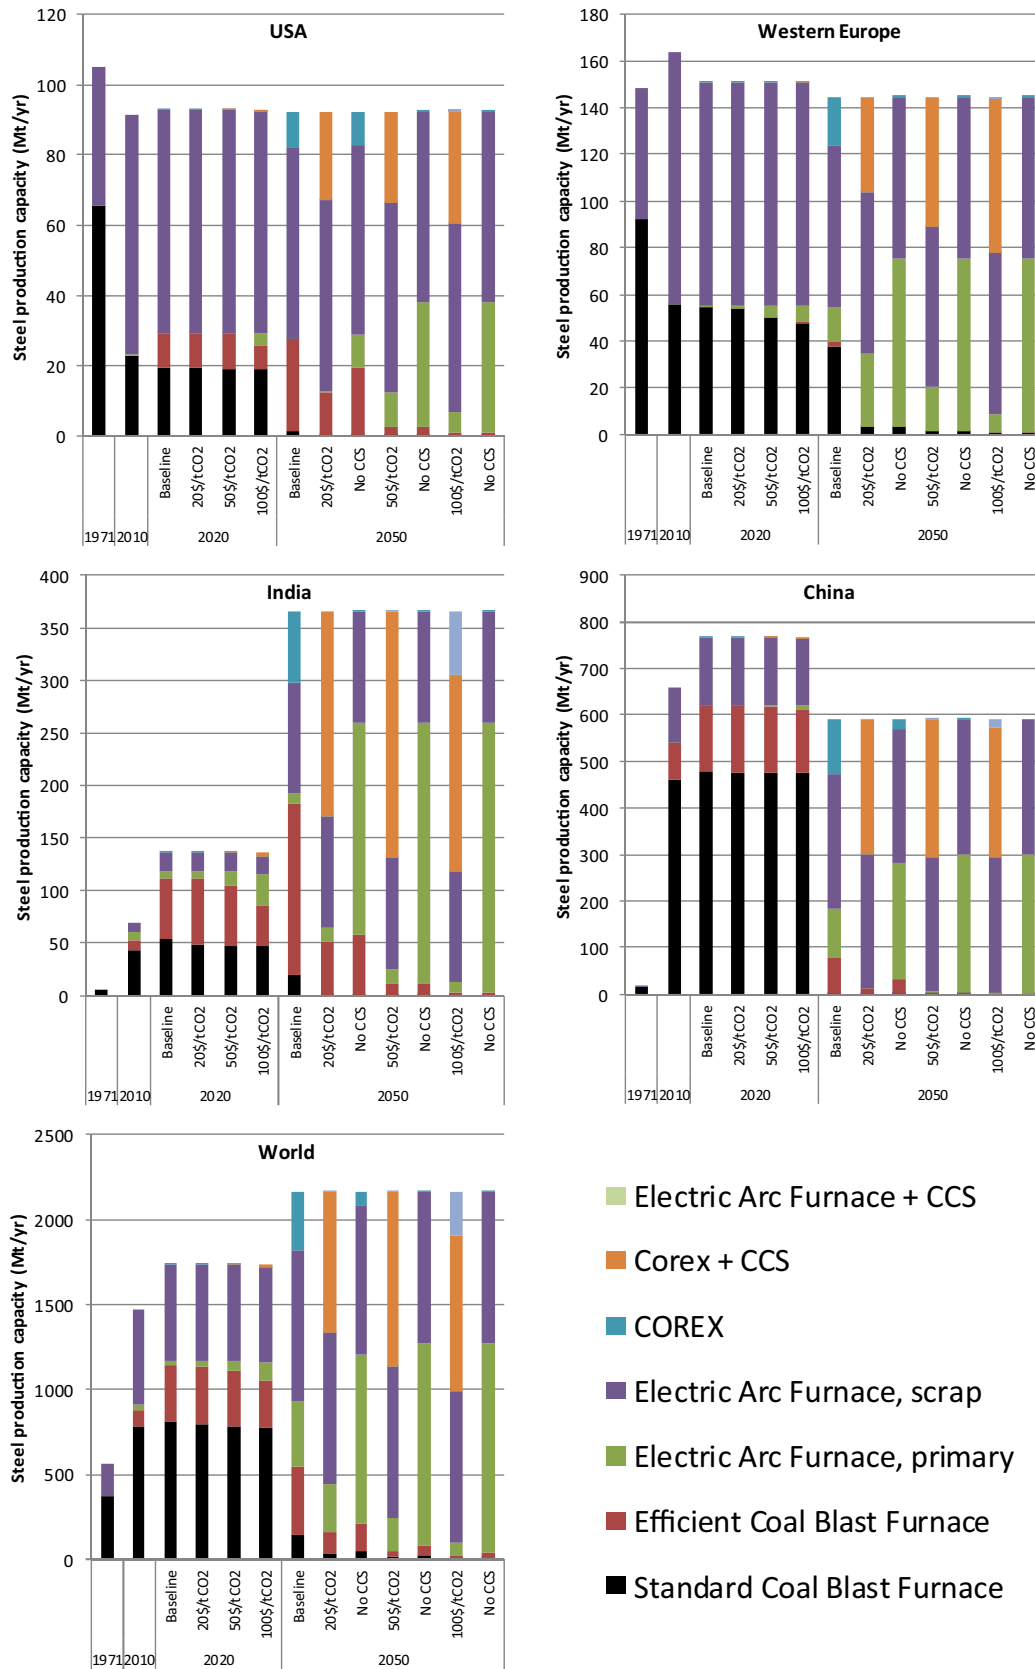 USA
Steel production capacity (Mt/yr)
120
100
80
60
40
20
0
Baseline
20$/tCO2
50$/tCO2
100$/tCO2
Baseline
20$/tCO2
No CCS
50$/tCO2
No CCS
100$/tCO2
No CCS
1971 2010 2020 2050
Western Europe
Steel production capacity (Mt/yr)
180
160
140
120
100
80
60
40
20
0
Baseline
20$/tCO2
50$/tCO2
100$/tCO2
Baseline
20$/tCO2
No CCS
50$/tCO2
No CCS
100$/tCO2
No CCS
1971 2010 2020 2050
India
Steel production capacity (Mt/yr)
400
350
300
250
200
150
100
50
0
Baseline
20$/tCO2
50$/tCO2
100$/tCO2
Baseline
20$/tCO2
No CCS
50$/tCO2
No CCS
100$/tCO2
No CCS
1971 2010 2020 2050
China
Steel production capacity (Mt/yr)
900
800
700
600
500
400
300
200
100
0
Baseline
20$/tCO2
50$/tCO2
100$/tCO2
Baseline
20$/tCO2
No CCS
50$/tCO2
No CCS
100$/tCO2
No CCS
1971 2010 2020 2050
World
Steel production capacity (Mt/yr)
2500
2000
1500
1000
500
0
Baseline
20$/tCO2
50$/tCO2
100$/tCO2
Baseline
20$/tCO2
No CCS
50$/tCO2
No CCS
100$/tCO2
No CCS
1971 2010 2020 2050
Electric Arc Furnace + CCS
Corex + CCS
COREX
Electric Arc Furnace, scrap
Electric Arc Furnace, primary
Efficient Coal Blast Furnace
Standard Coal Blast Furnace